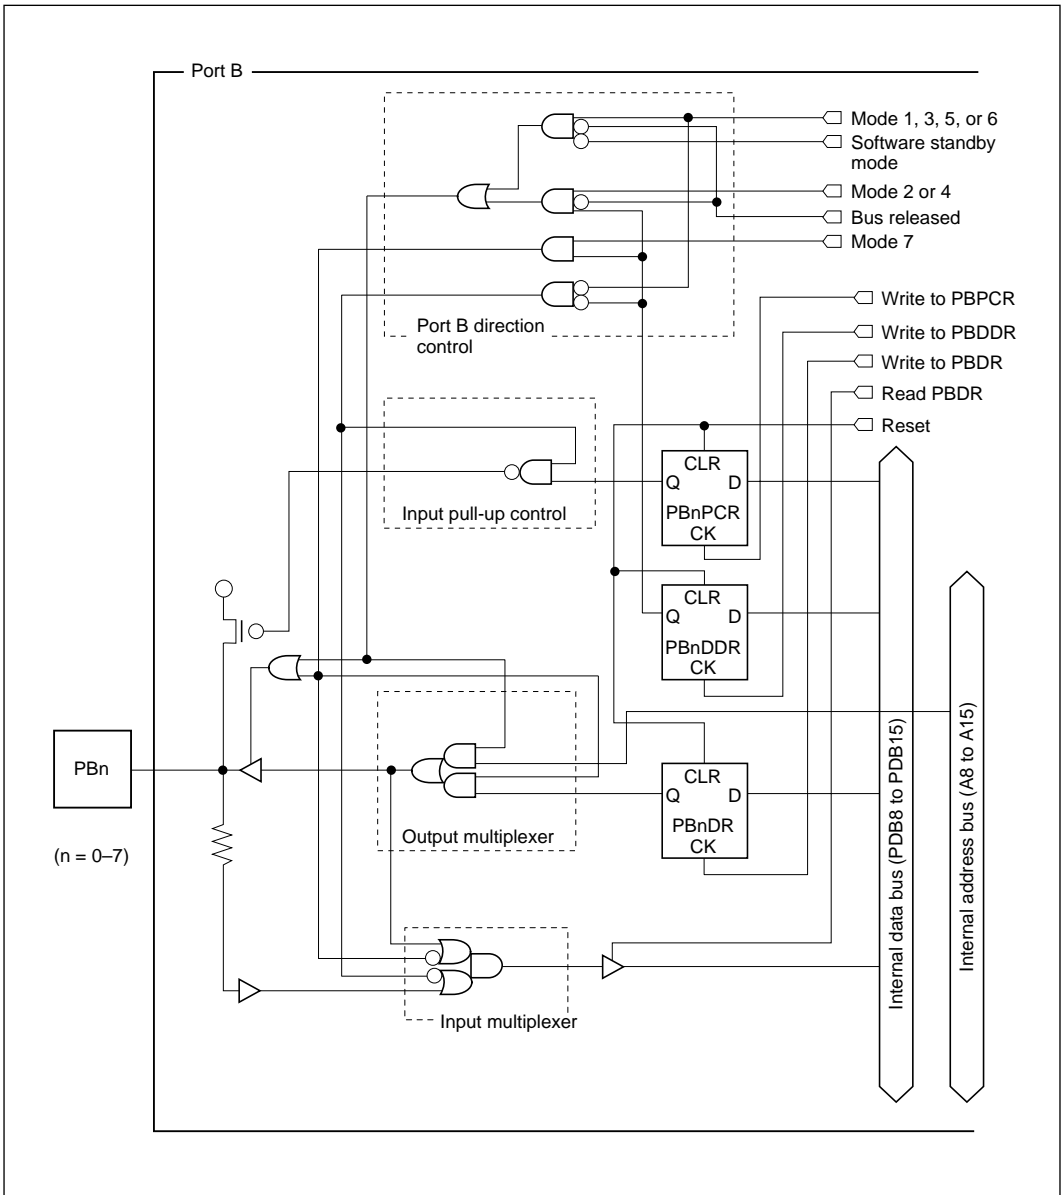 Port B
Mode 1, 3, 5, or 6
Software standby
mode
Mode 2 or 4
Bus released
Mode 7
Port B direction
control
Write to PBPCR
Write to PBDDR
Write to PBDR
Read PBDR
Reset
CLR
Q D
PBnPCR
CK
Input pull-up control
CLR
Q D
PBnDDR
CK
PBn
(n = 0–7)
CLR
Q D
PBnDR
CK
Output multiplexer
Input multiplexer
Internal data bus (PDB8 to PDB15)
Internal address bus (A8 to A15)